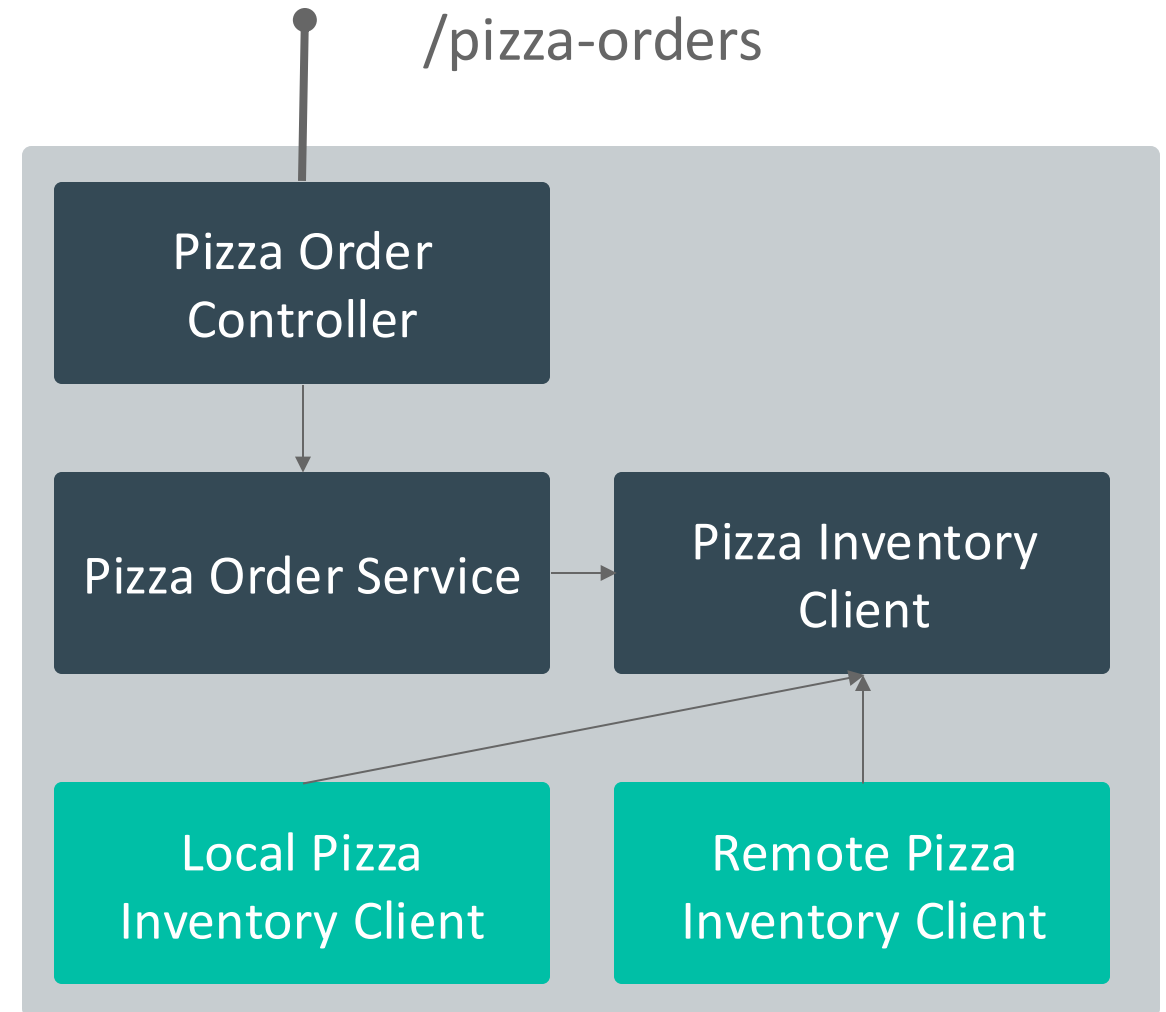 /pizza-orders
Pizza Order
Controller
Pizza Order Service
Pizza Inventory
Client
Local Pizza
Inventory Client
Remote Pizza
Inventory Client